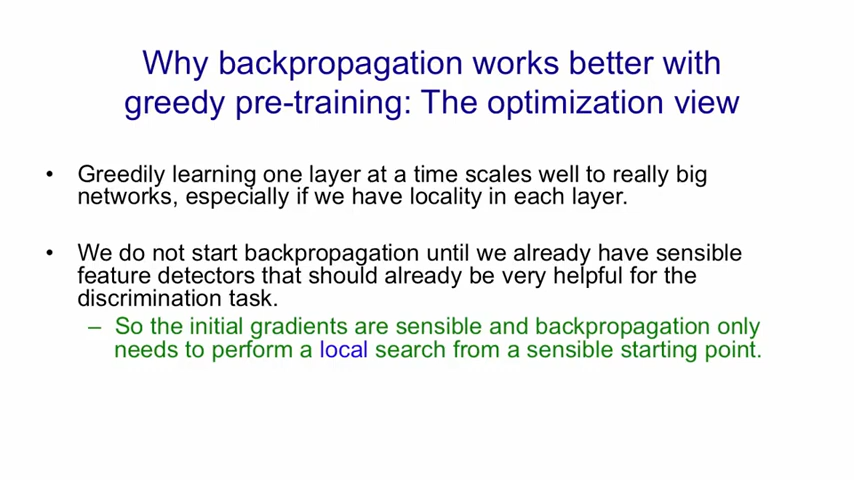 Why backpropagation works better with
greedy pre-training: The optimization view
• Greedily learning one layer at a time scales well to really big
networks, especially if we have locality in each layer.
• We do not start backpropagation until we already have sensible
feature detectors that should already be very helpful for the
discrimination task.
– So the initial gradients are sensible and backpropagation only
needs to perform a local search from a sensible starting point.